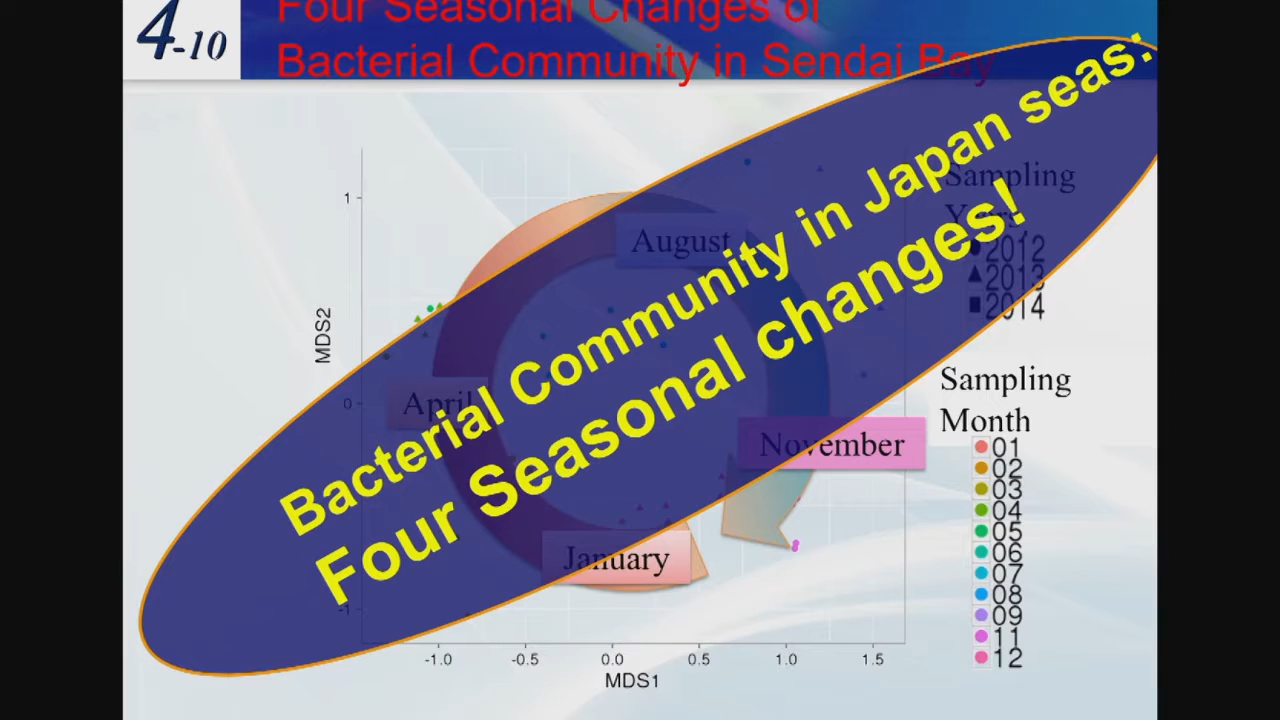 4-10
Four Seasonal Changes of
Bacterial Community in Sendai Bay
Bacterial Community in Japan seas:
Four Seasonal changes!
August
April
November
January
MDS2
1
0
-1
-1.0 -0.5 0.0 0.5 1.0 1.5
MDS1
Sampling
Years
2012
2013
2014
Sampling
Month
01
02
03
04
05
06
07
08
09
11
12